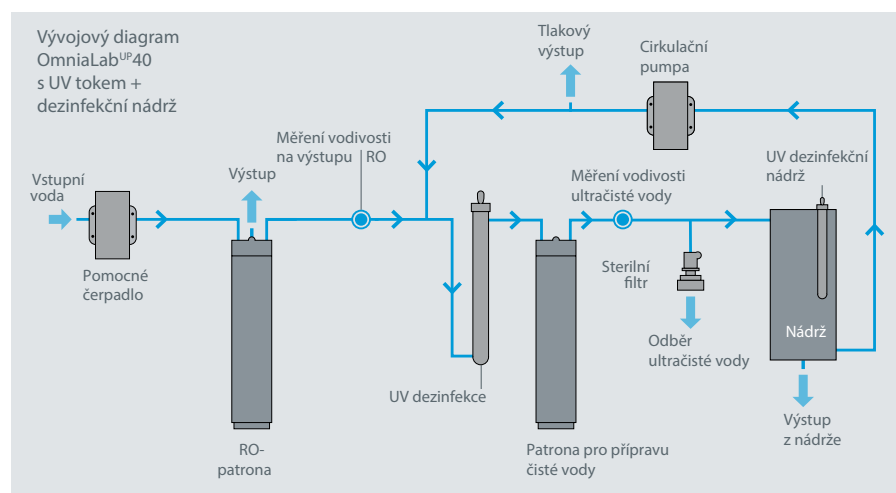 Vývojový diagram
OmniaLabᵁᴾ40
s UV tokem +
dezinfekční nádrž
Tlakový
výstup
Cirkulační
pumpa
Měření vodivosti
na výstupu RO
Vstupní
voda
Výstup
Měření vodivosti
ultračisté vody
UV dezinfekční
nádrž
Pomocné
čerpadlo
Sterilní
filtr
Nádrž
Odběr
ultračisté vody
UV dezinfekce
Výstup
z nádrže
RO-
patrona
Patrona pro přípravu
čisté vody